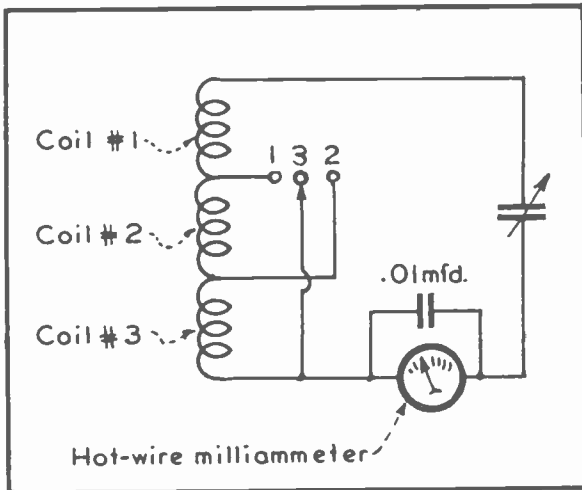 Coil #1
1 3 2
Coil #2
.01mfd.
Coil #3
Hot-wire milliammeter